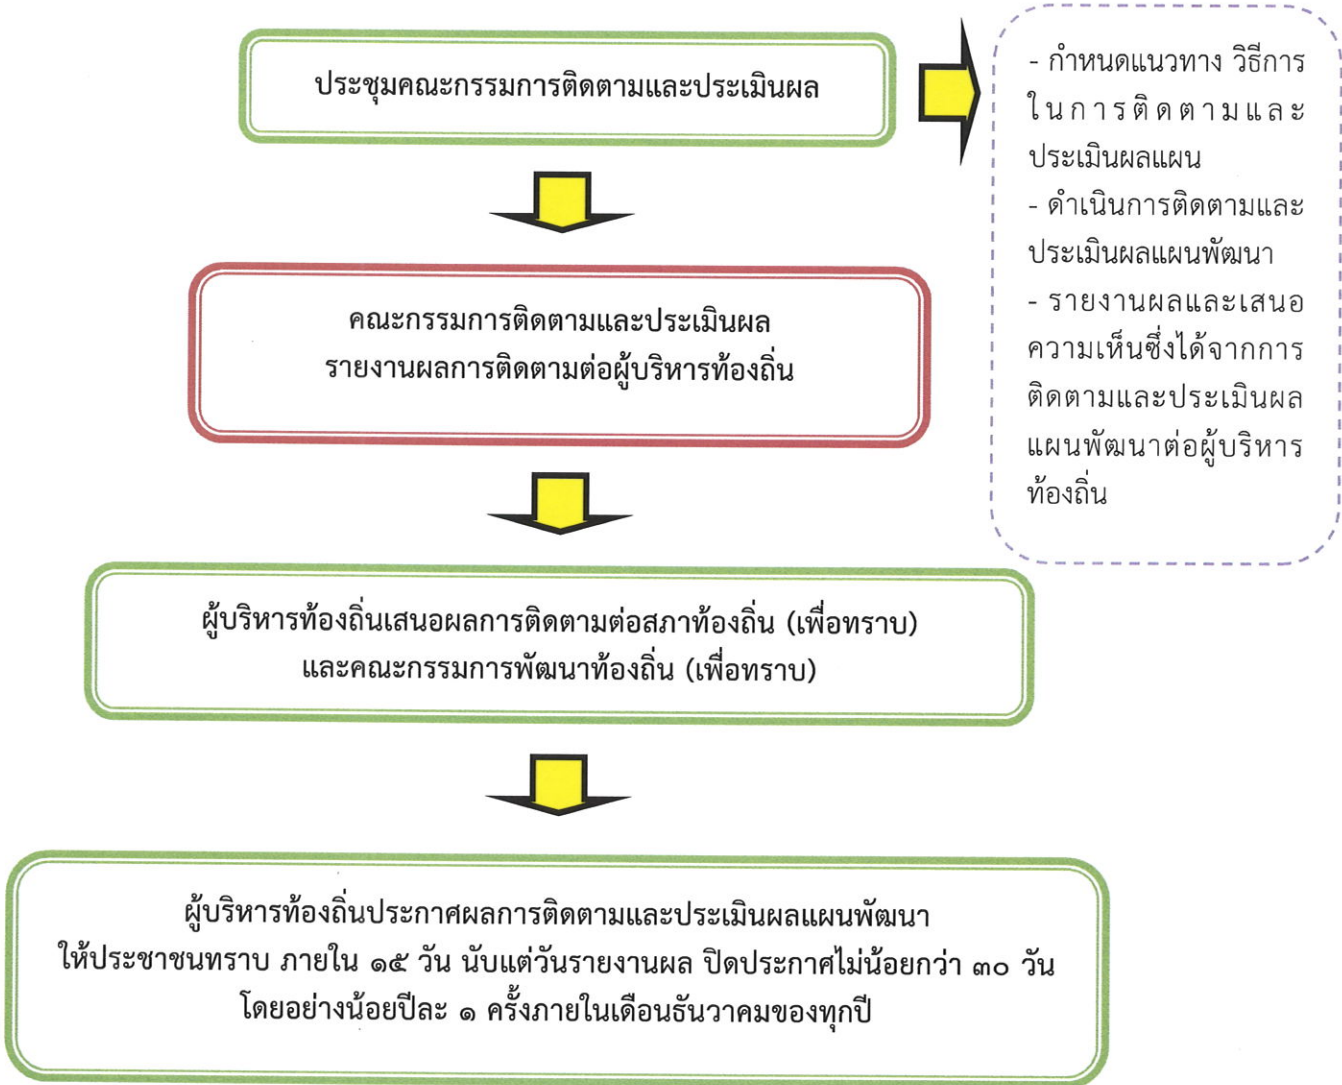 ประชุมคณะกรรมการติดตามและประเมินผล
- กำหนดแนวทาง วิธีการ
ในการติดตามและ
ประเมินผลแผน
- ดำเนินการติดตามและ
ประเมินผลแผนพัฒนา
- รายงานผลและเสนอ
ความเห็นซึ่งได้จากการ
ติดตามและประเมินผล
แผนพัฒนาต่อผู้บริหาร
ท้องถิ่น
คณะกรรมการติดตามและประเมินผล
รายงานผลการติดตามต่อผู้บริหารท้องถิ่น
ผู้บริหารท้องถิ่นเสนอผลการติดตามต่อสภาท้องถิ่น (เพื่อทราบ)
และคณะกรรมการพัฒนาท้องถิ่น (เพื่อทราบ)
ผู้บริหารท้องถิ่นประกาศผลการติดตามและประเมินผลแผนพัฒนา
ให้ประชาชนทราบ ภายใน ๑๕ วัน นับแต่วันรายงานผล ปิดประกาศไม่น้อยกว่า ๓๐ วัน
โดยอย่างน้อยปีละ ๑ ครั้งภายในเดือนธันวาคมของทุกปี